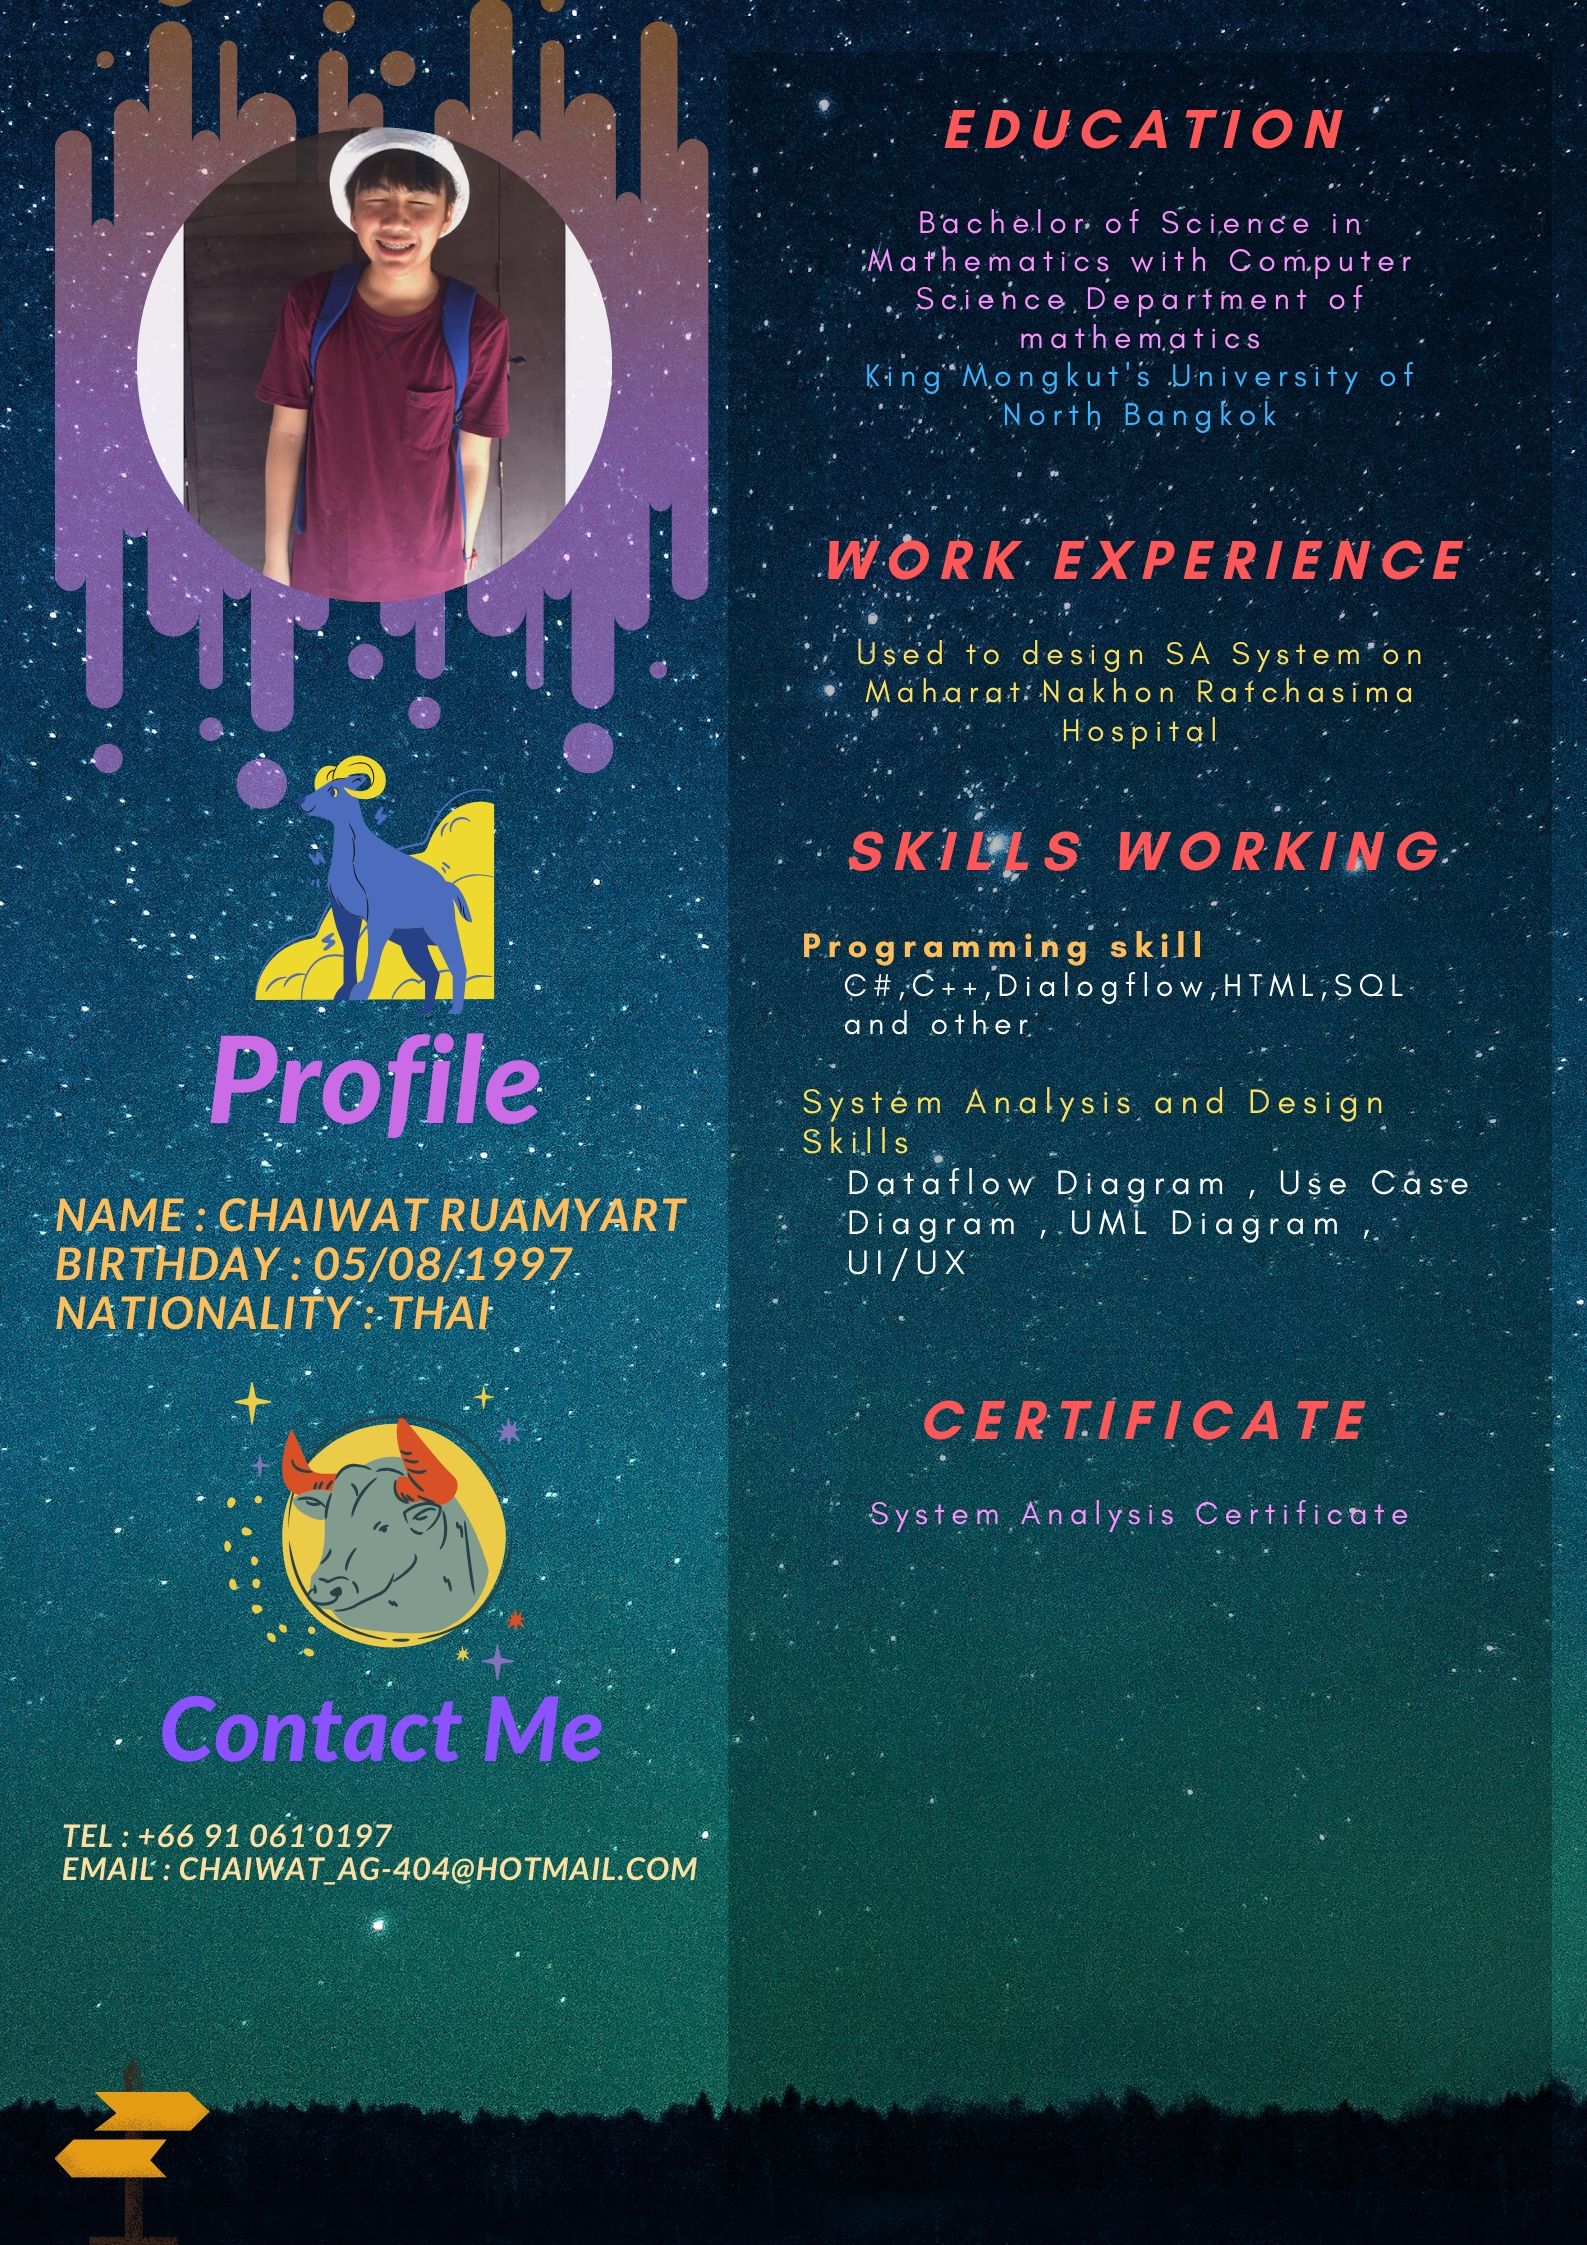 Profile
NAME : CHAIWAT RUAMYART
BIRTHDAY : 05/08/1997
NATIONALITY : THAI
Contact Me
TEL : +66 91 061 0197
EMAIL : CHAIWAT_AG-404@HOTMAIL.COM
EDUCATION
Bachelor of Science in
Mathematics with Computer
Science Department of
mathematics
King Mongkut's University of
North Bangkok
WORK EXPERIENCE
Used to design SA System on
Maharat Nakhon Ratchasima
Hospital
SKILLS WORKING
Programming skill
C#,C++,Dialogflow,HTML,SQL
and other
System Analysis and Design
Skills
Dataflow Diagram , Use Case
Diagram , UML Diagram ,
UI/UX
CERTIFICATE
System Analysis Certificate